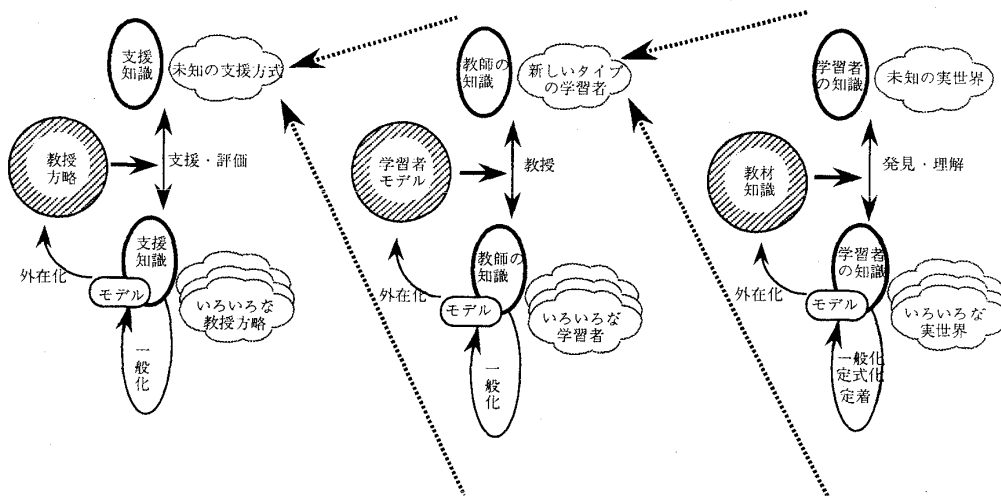 支援
知識
未知の支援方式
教授
方略
支援・評価
支援
知識
外在化
モデル
いろいろな
教授方略
一
般
化
教師の
知識
新しいタイプ
の学習者
学習者
モデル
教授
教師の
知識
外在化
モデル
いろいろな
学習者
一
般
化
学習者
の知識
未知の実世界
教材
知識
発見・理解
学習者
の知識
外在化
モデル
いろいろな
実世界
一般化
定式化
定着